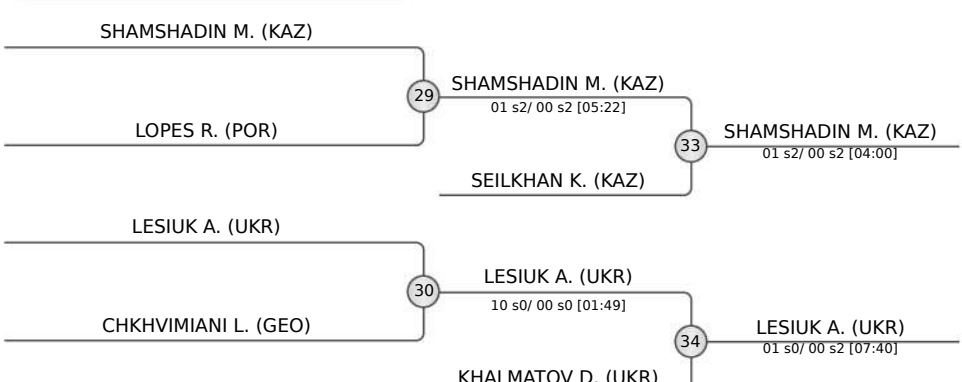 SHAMSHADIN M. (KAZ)
29
SHAMSHADIN M. (KAZ)
01 s2/ 00 s2 [05:22]
LOPES R. (POR)
33
SHAMSHADIN M. (KAZ)
01 s2/ 00 s2 [04:00]
SEILKHAN K. (KAZ)
LESIUK A. (UKR)
30
LESIUK A. (UKR)
10 s0/ 00 s0 [01:49]
CHKHVIMIANI L. (GEO)
34
LESIUK A. (UKR)
01 s0/ 00 s2 [07:40]
KHALMATOV D. (UKR)